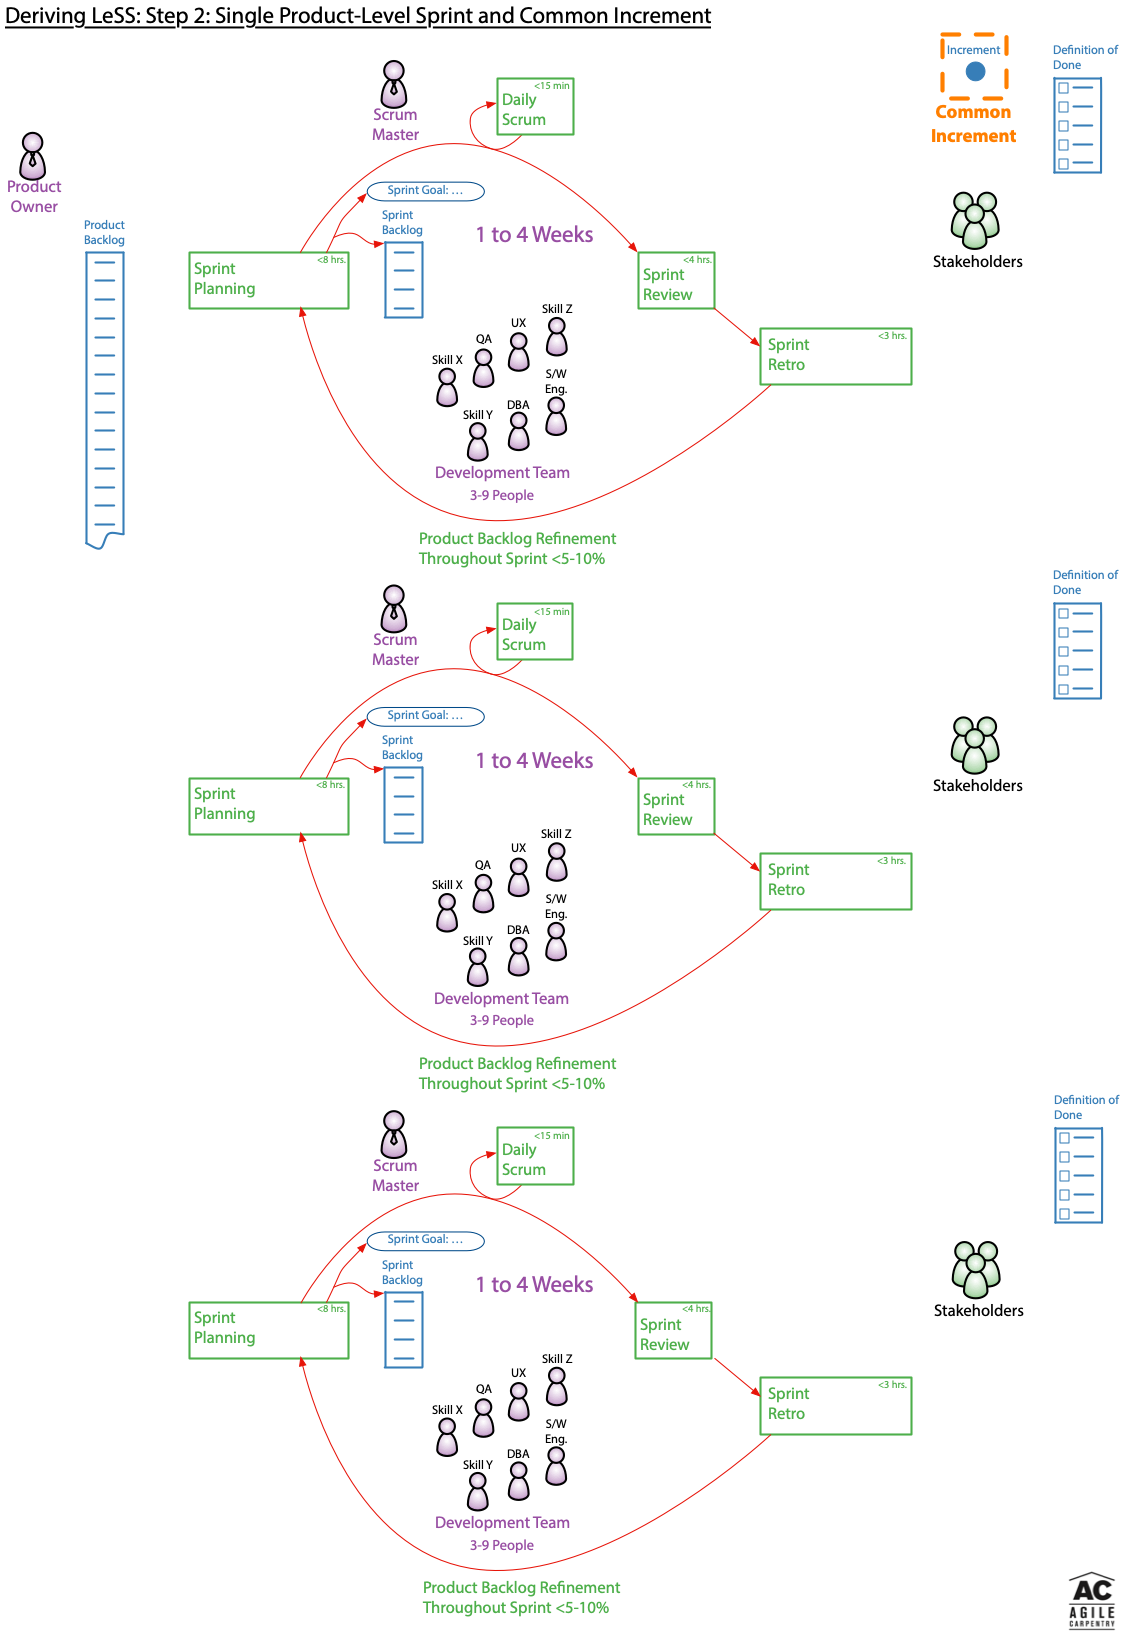 Deriving LeSS: Step 2: Single Product-Level Sprint and Common Increment
Increment
Common
Increment
Definition of
Done
Scrum
Master
<15 min
Daily
Scrum
Product
Owner
Sprint Goal: ...
Product
Backlog
Sprint
Backlog
1 to 4 Weeks
<8 hrs.
Sprint
Planning
<4 hrs.
Sprint
Review
Stakeholders
<3 hrs.
Sprint
Retro
Skill Z
UX
QA
Skill X
S/W
Eng.
DBA
Skill Y
Development Team
3-9 People
Product Backlog Refinement
Throughout Sprint <5-10%
Definition of
Done
Scrum
Master
<15 min
Daily
Scrum
Sprint Goal: ...
Sprint
Backlog
1 to 4 Weeks
<8 hrs.
Sprint
Planning
<4 hrs.
Sprint
Review
Stakeholders
<3 hrs.
Sprint
Retro
Skill Z
UX
QA
Skill X
S/W
Eng.
DBA
Skill Y
Development Team
3-9 People
Product Backlog Refinement
Throughout Sprint <5-10%
Definition of
Done
Scrum
Master
<15 min
Daily
Scrum
Sprint Goal: ...
Sprint
Backlog
1 to 4 Weeks
<8 hrs.
Sprint
Planning
<4 hrs.
Sprint
Review
Stakeholders
<3 hrs.
Sprint
Retro
Skill Z
UX
QA
Skill X
S/W
Eng.
DBA
Skill Y
Development Team
3-9 People
Product Backlog Refinement
Throughout Sprint <5-10%
AC
AGILE
CARPENTRY